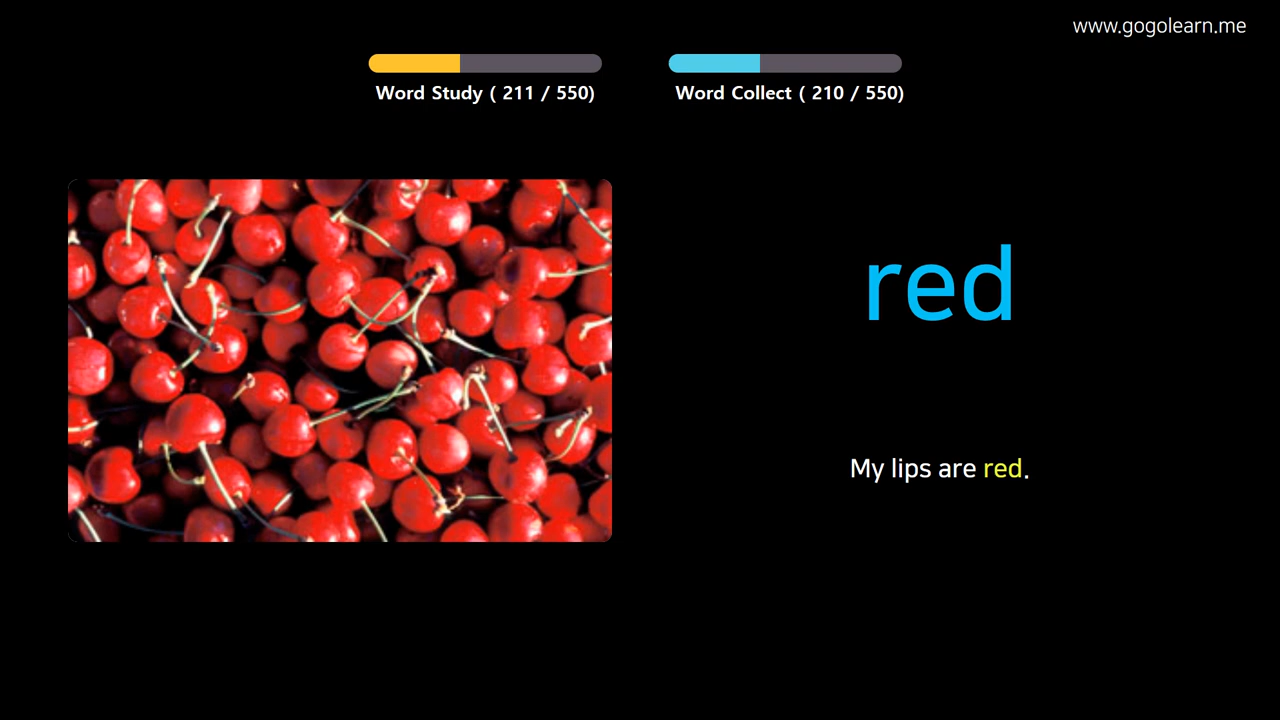 www.gogolearn.me
Word Study ( 211 / 550)
Word Collect ( 210 / 550)
red
My lips are red.